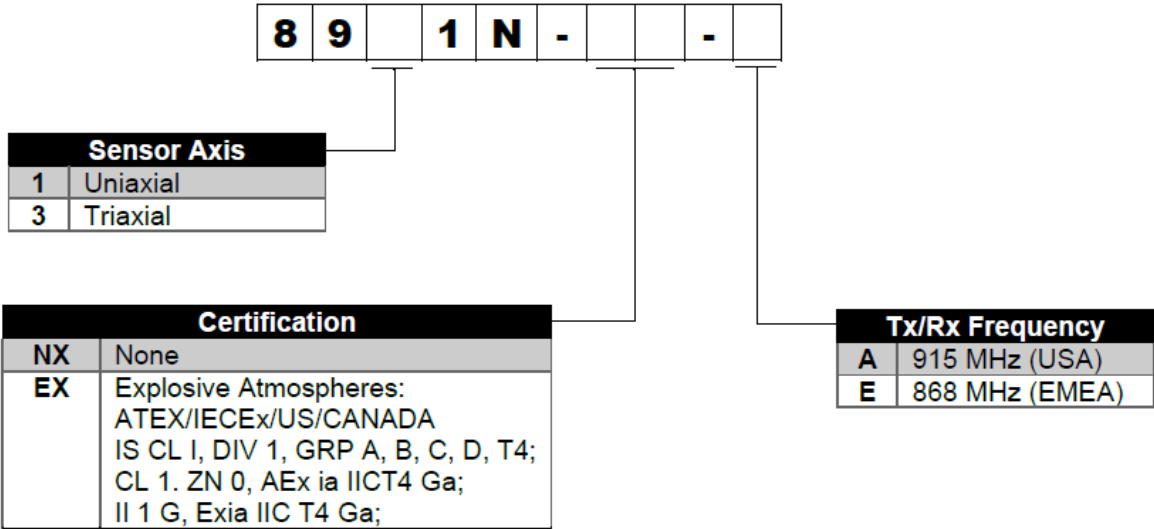 8 9 1 N - -
Sensor Axis
1 Uniaxial
3 Triaxial
Certification
NX None
EX Explosive Atmospheres:
ATEX/IECEx/US/CANADA
IS CL I, DIV 1, GRP A, B, C, D, T4;
CL 1. ZN 0, AEx ia IICT4 Ga;
II 1 G, Exia IIC T4 Ga;
Tx/Rx Frequency
A 915 MHz (USA)
E 868 MHz (EMEA)